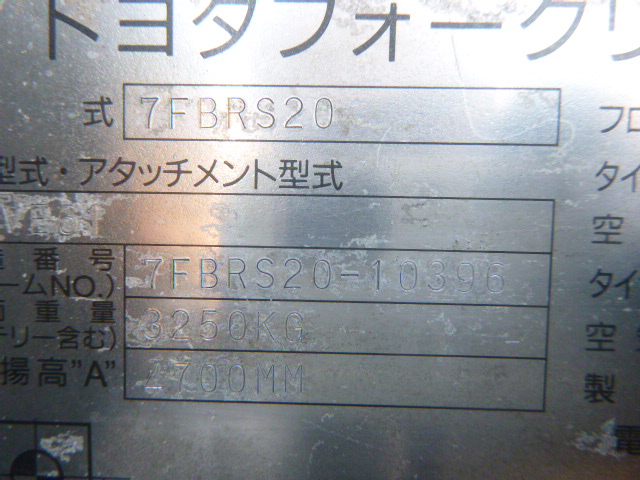 トヨタフォークリ
式 7FBRS20 フロ
型式・アタッチメント型式 タイ
空
番号 7FBRS20-10396 タイ
ームNO.)
重量 3250KG 空
リー含む)
揚高"A" 2700MM 製
電